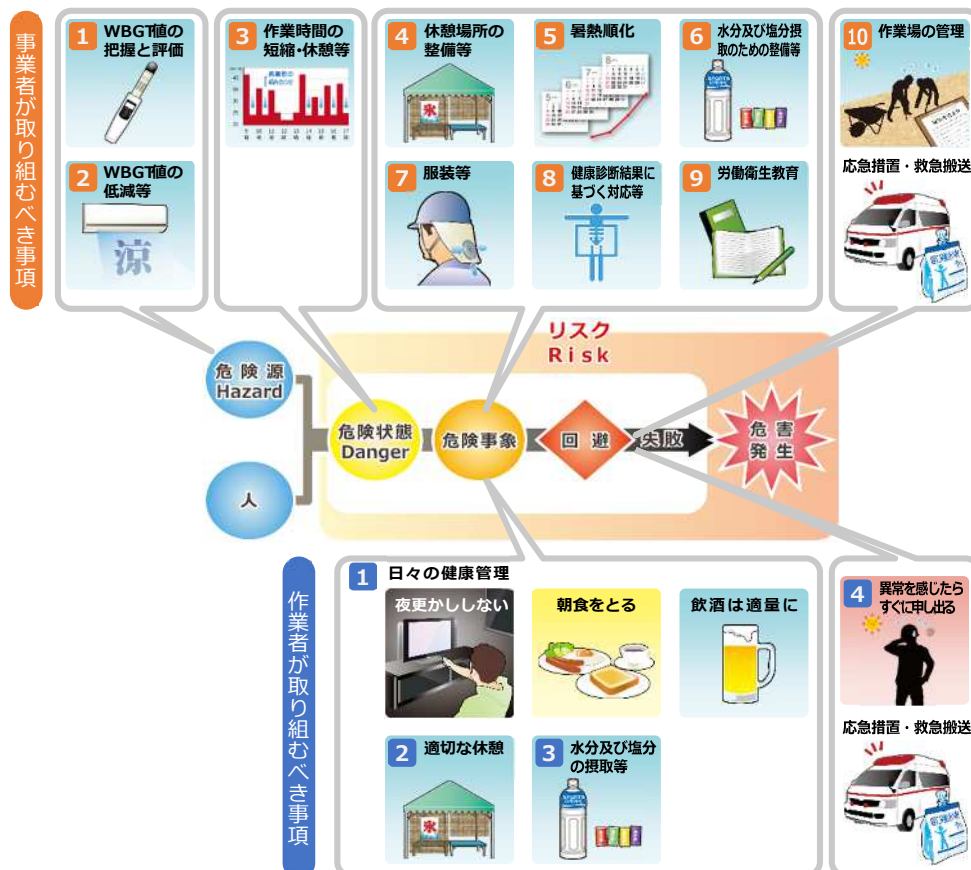 事業者が取り組むべき事項
1 WBGT値の
把握と評価
2 WBGT値の
低減等
涼
3 作業時間の
短縮・休憩等
4 休憩場所の
整備等
氷
5 暑熱順化
6 水分及び塩分摂
取のための整備等
7 服装等
8 健康診断結果に
基づく対応等
9 労働衛生教育
10 作業場の管理
応急措置・救急搬送
リスク
Risk
危険源
Hazard
人
危険状態
Danger
危険事象
回避
失敗
危害
発生
作業者が取り組むべき事項
1 日々の健康管理
夜更かししない
朝食をとる
飲酒は適量に
2 適切な休憩
氷
3 水分及び塩分
の摂取等
4 異常を感じたら
すぐに申し出る
応急措置・救急搬送